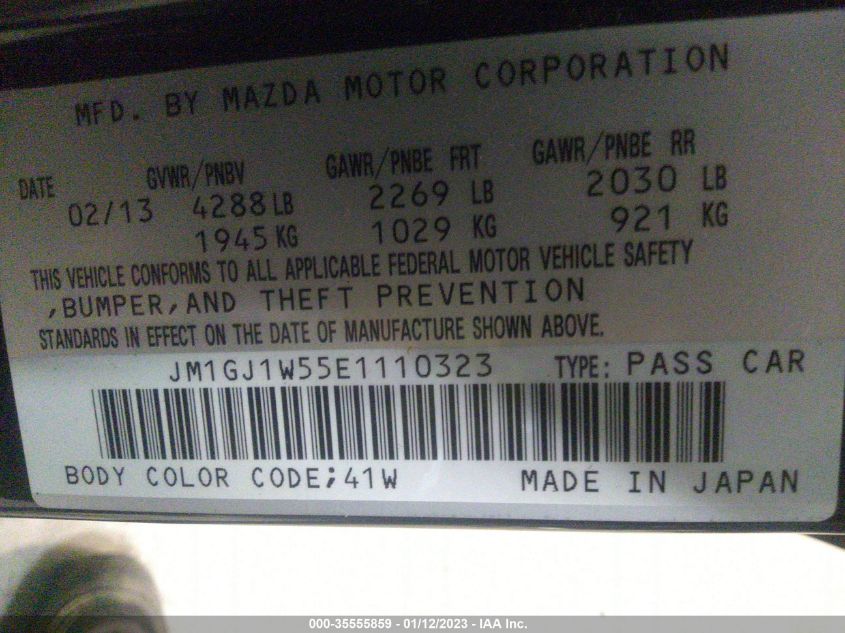 MFD. BY MAZDA MOTOR CORPORATION
DATE GVWR/PNBV GAWR/PNBE FRT GAWR/PNBE RR
02/13 4288 LB 2269 LB 2030 LB
1945 KG 1029 KG 921 KG
THIS VEHICLE CONFORMS TO ALL APPLICABLE FEDERAL MOTOR VEHICLE SAFETY
,BUMPER,AND THEFT PREVENTION
STANDARDS IN EFFECT ON THE DATE OF MANUFACTURE SHOWN ABOVE.
JM1GJ1W55E1110323 TYPE: PASS CAR
BODY COLOR CODE;41W MADE IN JAPAN
000-35555859 - 01/12/2023 - IAA Inc.